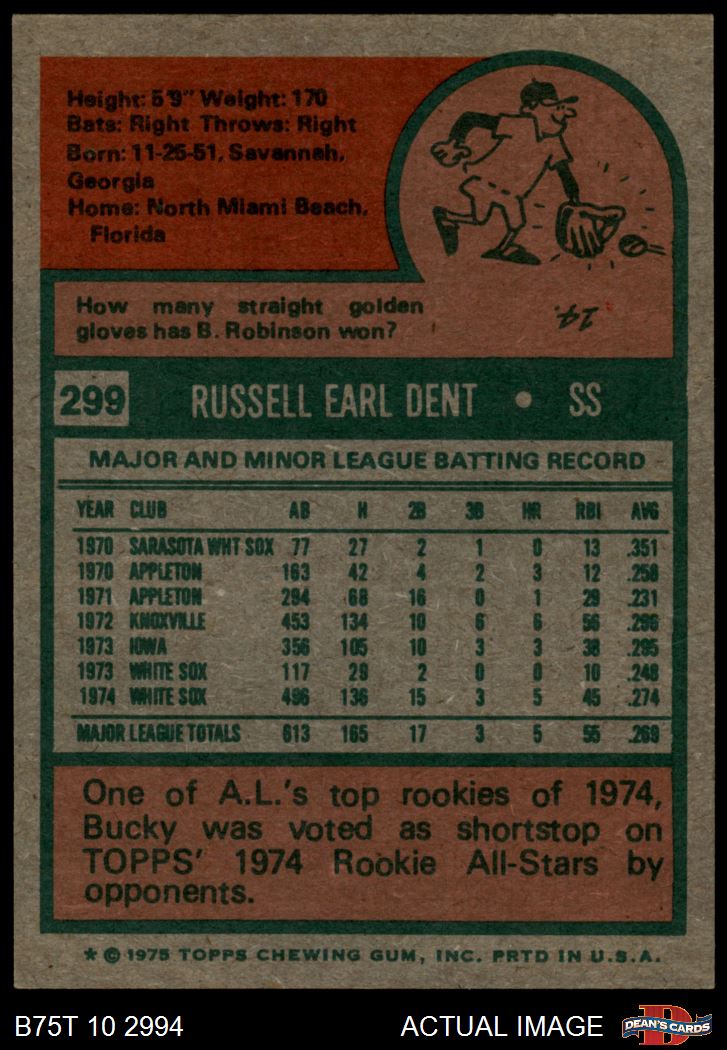 Height: 5'9" Weight: 170
Bats: Right Throws: Right
Born: 11-25-51, Savannah,
Georgia
Home: North Miami Beach,
Florida
How many straight golden
gloves has B. Robinson won?
14.
299 RUSSELL EARL DENT • SS
MAJOR AND MINOR LEAGUE BATTING RECORD
YEAR CLUB AB H 2B 3B HR RBI AVG
1970 SARASOTA WHT SOX 77 27 2 1 0 13 .351
1970 APPLETON 163 42 4 2 3 12 .258
1971 APPLETON 294 68 16 0 1 29 .231
1972 KNOXVILLE 453 134 10 6 6 56 .296
1973 IOWA 356 105 10 3 3 38 .295
1973 WHITE SOX 117 29 2 0 0 10 .248
1974 WHITE SOX 496 136 15 3 5 45 .274
MAJOR LEAGUE TOTALS 613 165 17 3 5 55 .269
One of A.L.'s top rookies of 1974,
Bucky was voted as shortstop on
TOPPS' 1974 Rookie All-Stars by
opponents.
* © 1975 TOPPS CHEWING GUM, INC. PRTD IN U.S.A.
B75T 10 2994 ACTUAL IMAGE D DEAN'S CARDS